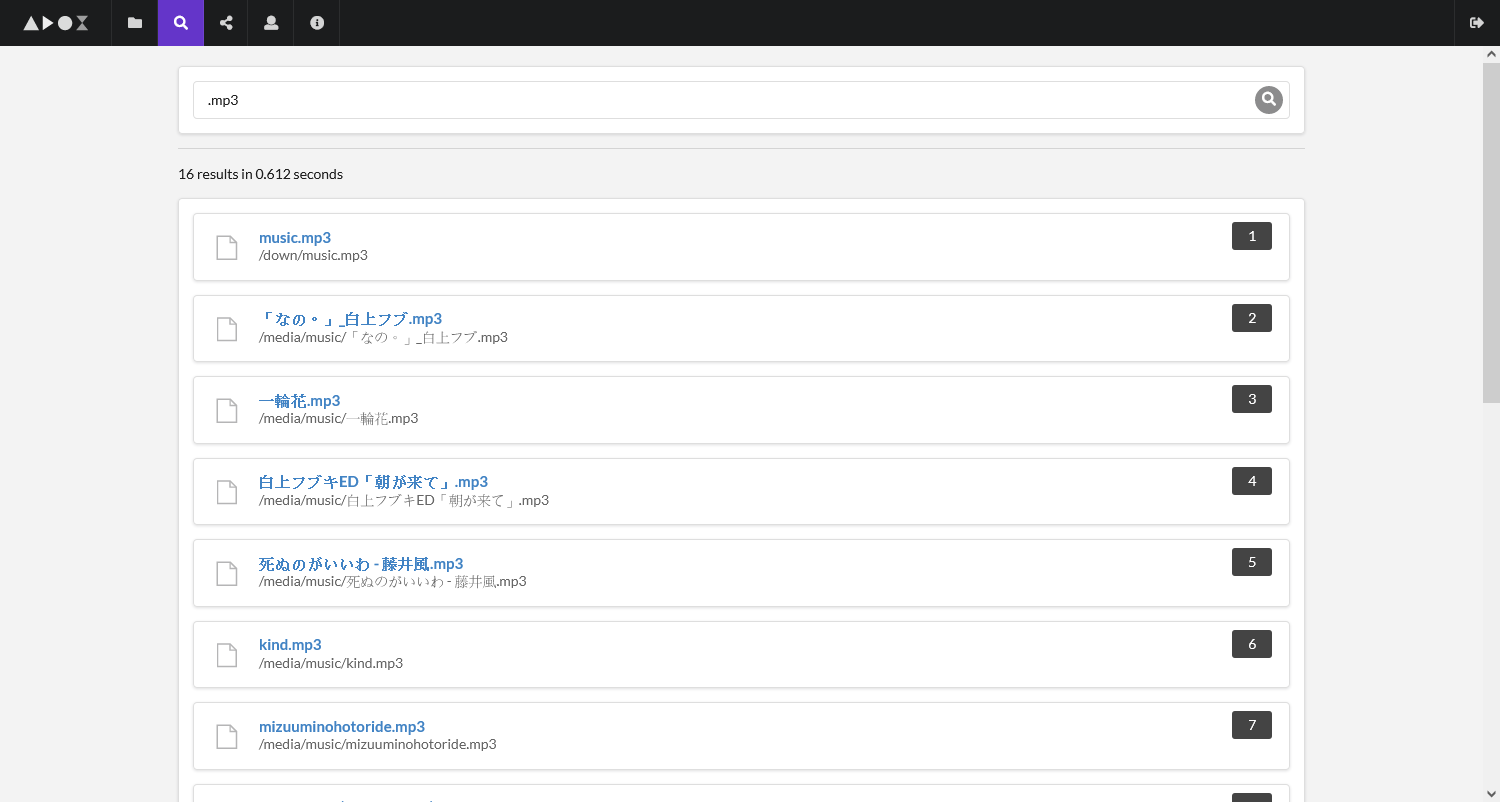 .mp3
16 results in 0.612 seconds
music.mp3
1
/down/music.mp3
「なの。」_白上フブ.mp3
2
/media/music/「なの。」_白上フブ.mp3
一輪花.mp3
3
/media/music/一輪花.mp3
白上フブキED「朝が来て」.mp3
4
/media/music/白上フブキED「朝が来て」.mp3
死ぬのがいいわ - 藤井風.mp3
5
/media/music/死ぬのがいいわ - 藤井風.mp3
kind.mp3
6
/media/music/kind.mp3
mizuuminohotoride.mp3
7
/media/music/mizuuminohotoride.mp3